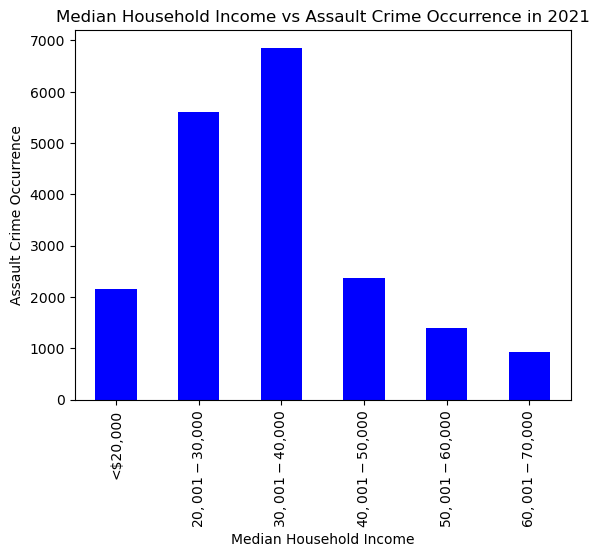 Median Household Income vs Assault Crime Occurrence in 2021
Assault Crime Occurrence
7000
6000
5000
4000
3000
2000
1000
0
<$20,000
20, 001 − 30,000
30, 001 − 40,000
40, 001 − 50,000
50, 001 − 60,000
60, 001 − 70,000
Median Household Income